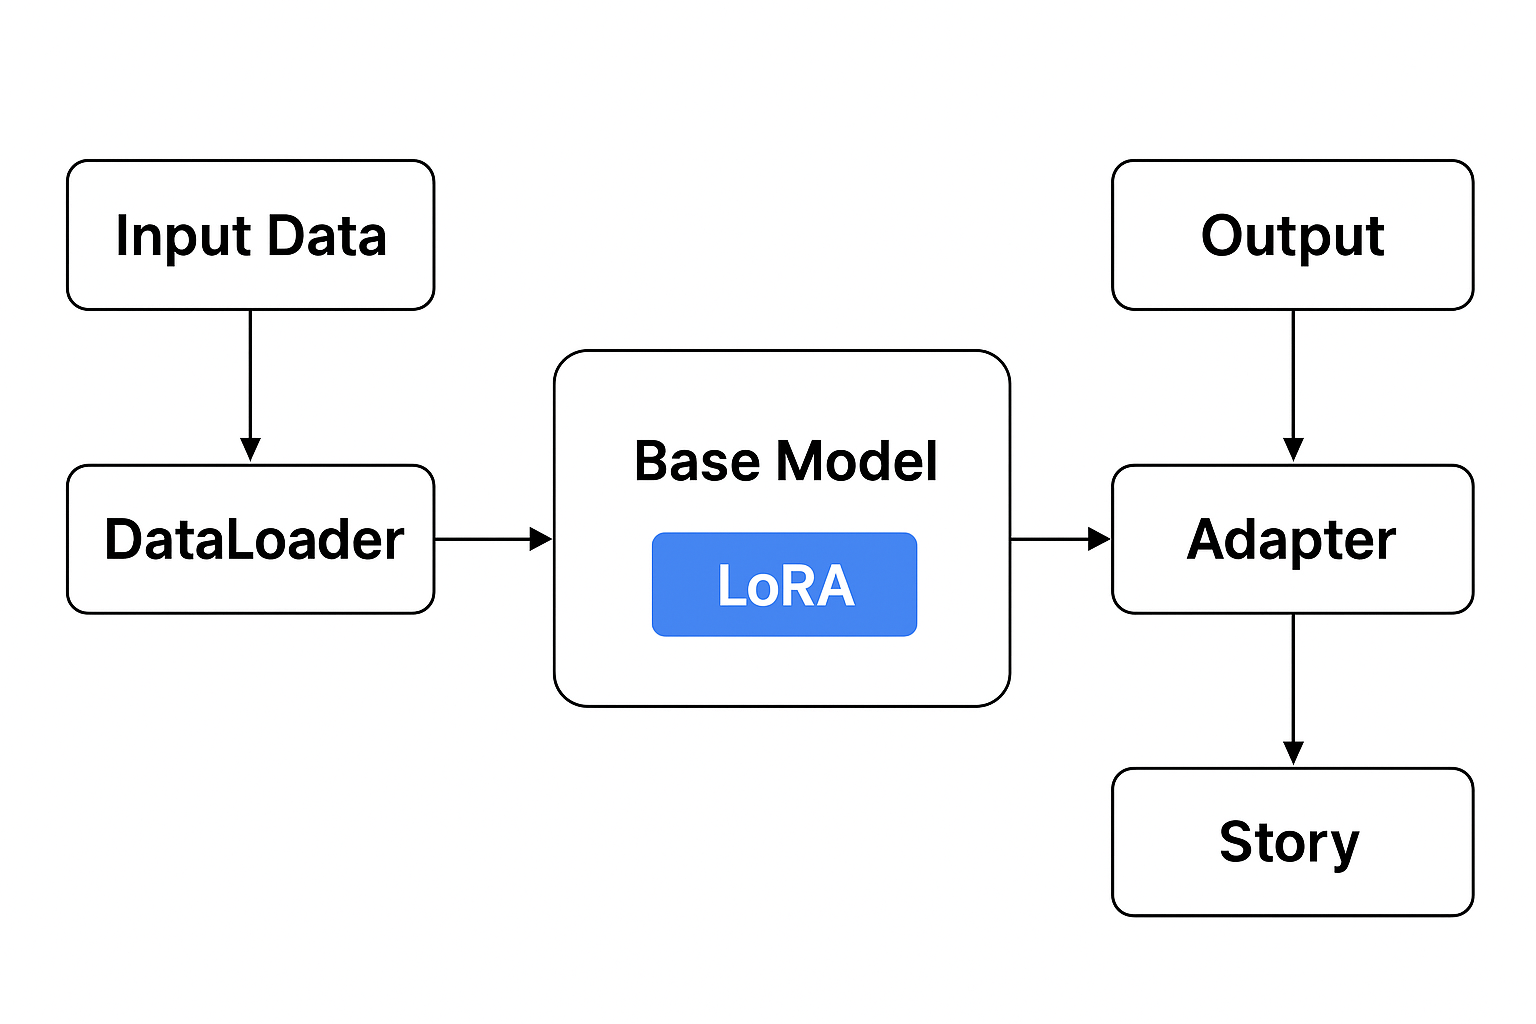 Input Data
DataLoader
Base Model
LoRA
Output
Adapter
Story